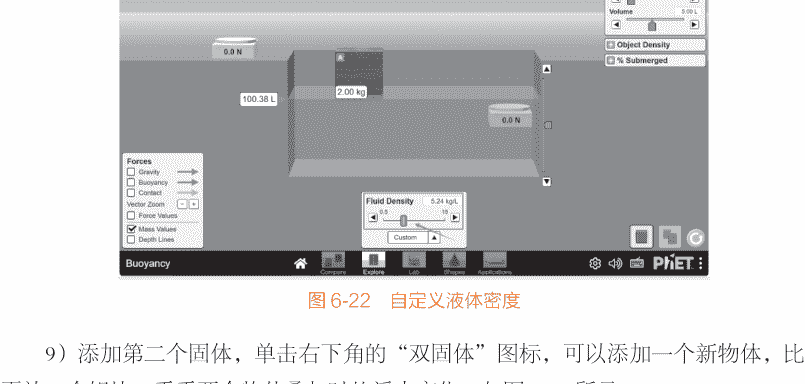 Volume
5.00 L
Object Density
% Submerged
0.0 N
A
2.00 kg
100.38 L
0.0 N
Forces
Gravity
Buoyancy
Contact
Vector Zoom
Force Values
Mass Values
Depth Lines
Fluid Density 5.24 kg/L
0.5 15
Custom
Buoyancy
Compare Explore Lab Shapes Applications
PhET
图 6-22 自定义液体密度
9）添加第二个固体，单击右下角的“双固体”图标，可以添加一个新物体，比